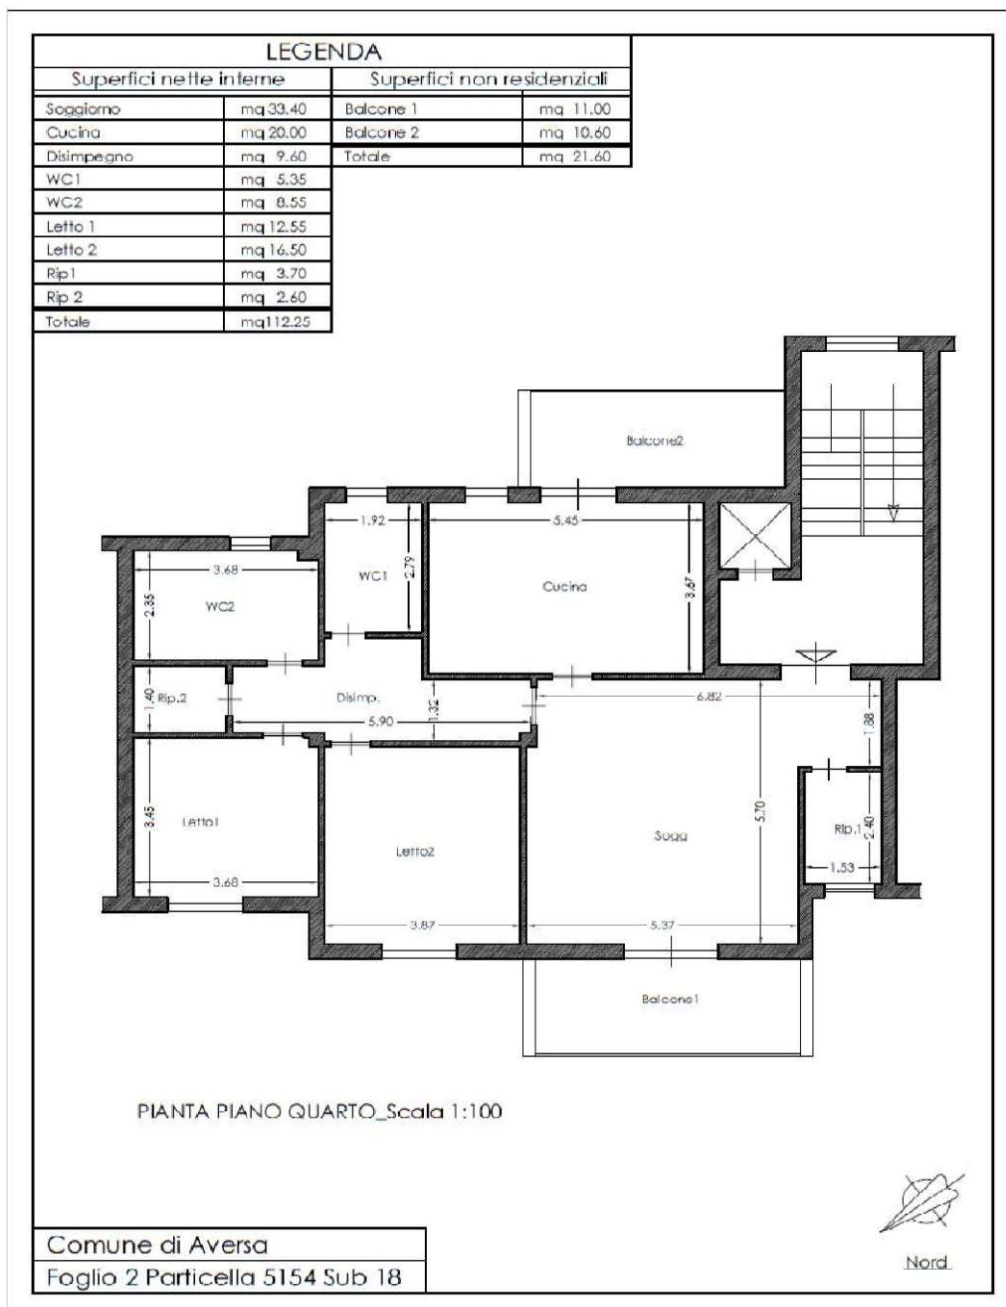 LEGENDA
Superfici nette interne Superfici non residenziali
Soggiorno mq 33.40 Balcone 1 mq 11.00
Cucina mq 20.00 Balcone 2 mq 10.60
Disimpegno mq 9.60 Totale mq 21.60
WC1 mq 5.35
WC2 mq 8.55
Letto 1 mq 12.55
Letto 2 mq 16.50
Rip1 mq 3.70
Rip 2 mq 2.60
Totale mq112.25
Balcone2
1.92 5.45
2.79
3.67
3.68
WC1
Cucina
2.35
WC2
1.40
Rip.2
Disimp.
1.32
5.90
6.82
1.88
3.45
Letto1
3.68
Letto2
3.87
Sogg
5.70
5.37
Rip.1
2.40
1.53
Balcone1
PIANTA PIANO QUARTO_Scala 1:100
Nord
Comune di Aversa
Foglio 2 Particella 5154 Sub 18